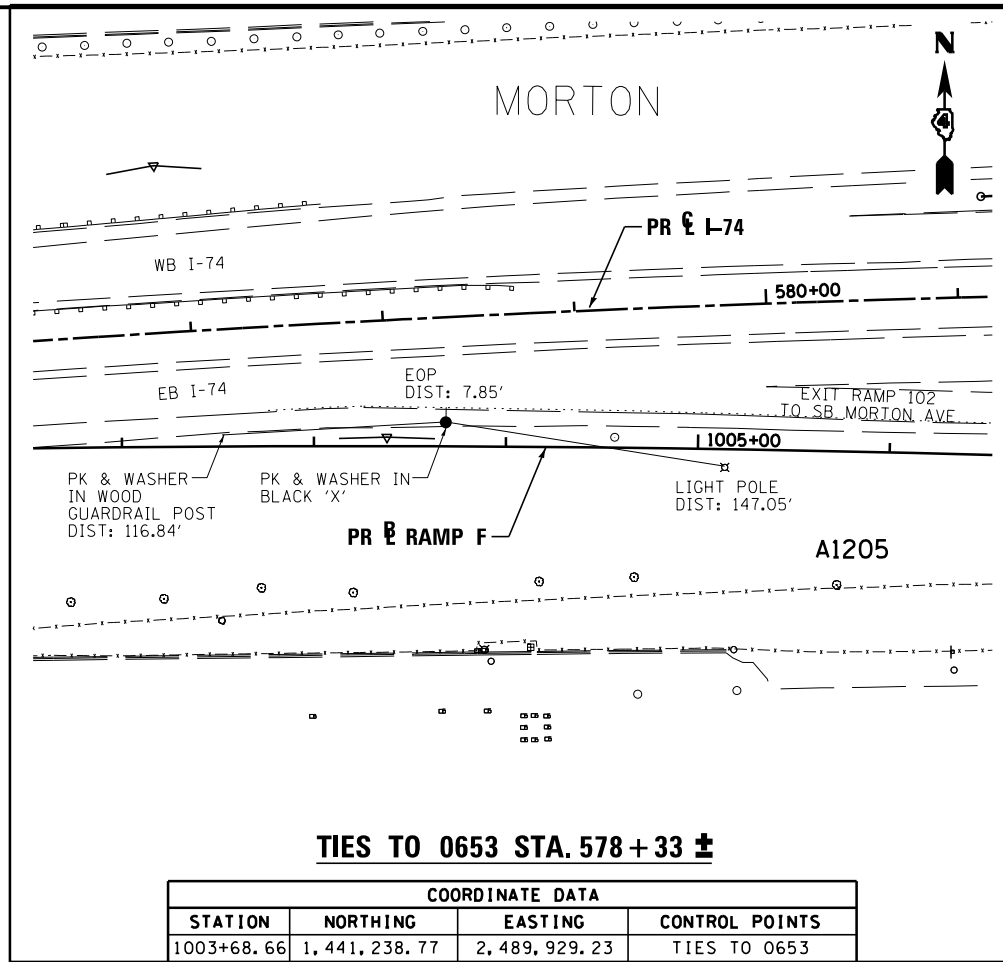 MORTON
N
4
PR ℄ I-74
WB I-74
580+00
EB I-74
EOP
DIST: 7.85'
EXIT RAMP 102
TO SB MORTON AVE
1005+00
PK & WASHER
IN WOOD
GUARDRAIL POST
DIST: 116.84'
PK & WASHER IN
BLACK 'X'
LIGHT POLE
DIST: 147.05'
PR BL RAMP F
A1205
TIES TO 0653 STA. 578+33 ±
COORDINATE DATA
STATION NORTHING EASTING CONTROL POINTS
1003+68.66 1,441,238.77 2,489,929.23 TIES TO 0653